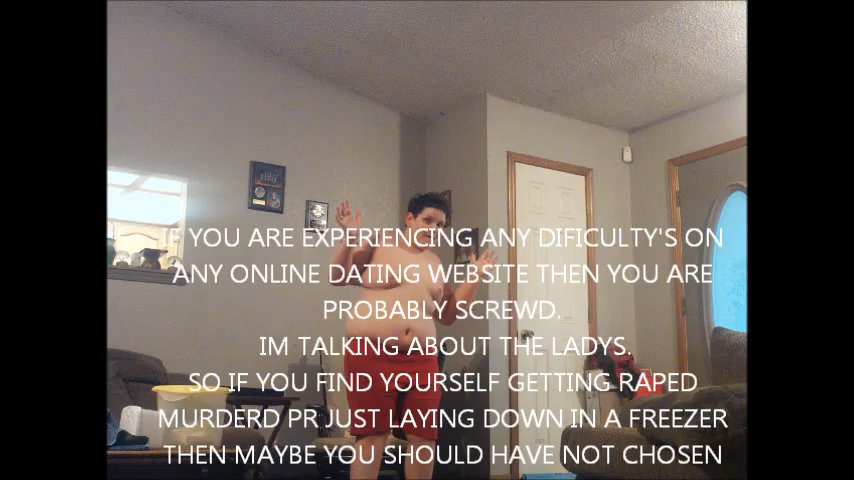 IF YOU ARE EXPERIENCING ANY DIFICULTY'S ON
ANY ONLINE DATING WEBSITE THEN YOU ARE
PROBABLY SCREWD.
IM TALKING ABOUT THE LADYS.
SO IF YOU FIND YOURSELF GETTING RAPED
MURDERD PR JUST LAYING DOWN IN A FREEZER
THEN MAYBE YOU SHOULD HAVE NOT CHOSEN